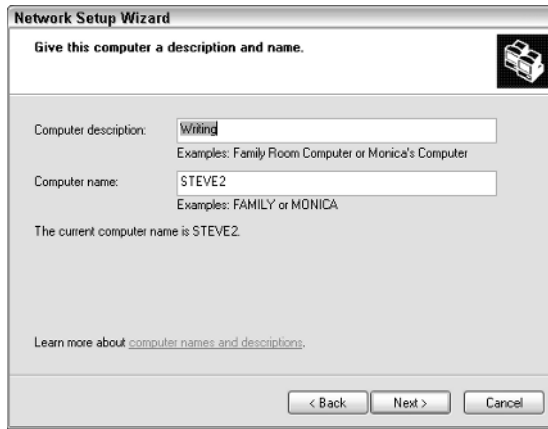 Network Setup Wizard
Give this computer a description and name.
Computer description: Writing
Examples: Family Room Computer or Monica's Computer
Computer name: STEVE2
Examples: FAMILY or MONICA
The current computer name is STEVE2.
Learn more about computer names and descriptions.
< Back Next > Cancel